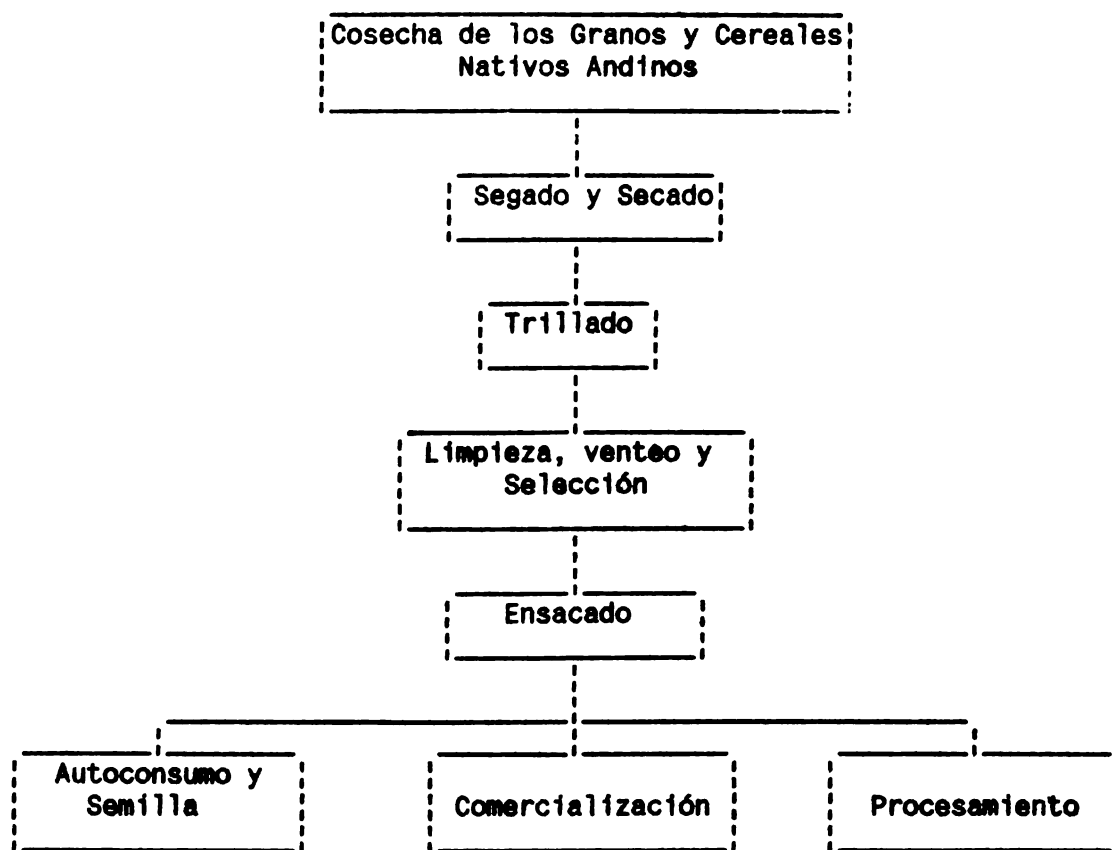 Cosecha de los Granos y Cereales
Nativos Andinos
Segado y Secado
Trillado
Limpieza, venteo y
Selección
Ensacado
Autoconsumo y
Semilla
Comercialización
Procesamiento